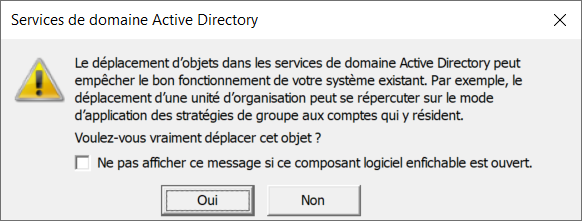 Services de domaine Active Directory
Le déplacement d'objets dans les services de domaine Active Directory peut
empêcher le bon fonctionnement de votre système existant. Par exemple, le
déplacement d'une unité d'organisation peut se répercuter sur le mode
d'application des stratégies de groupe aux comptes qui y résident.
Voulez-vous vraiment déplacer cet objet ?
Ne pas afficher ce message si ce composant logiciel enfichable est ouvert.
Oui
Non